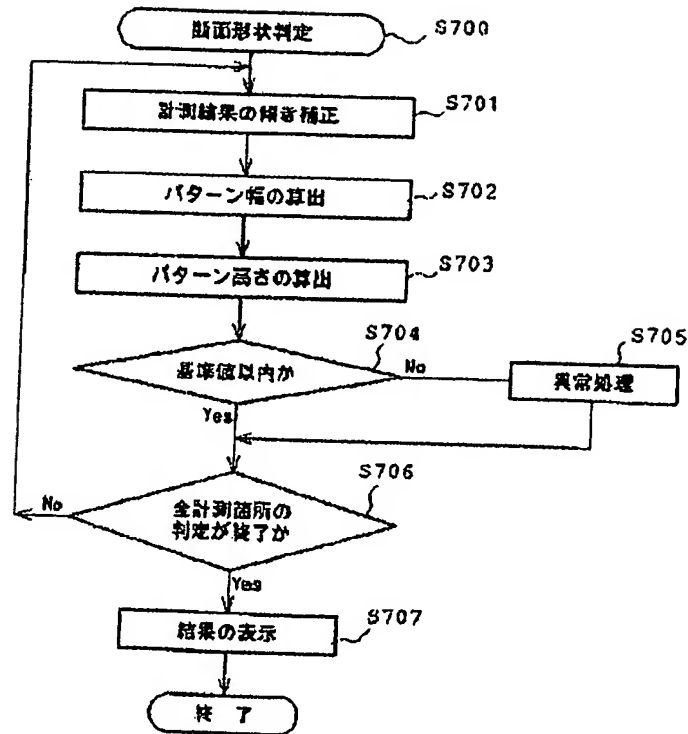 断面形状判定
S700
計測結果の傾き補正
S701
パターン幅の算出
S702
パターン高さの算出
S703
基準値以内か
S704
No
Yes
異常処理
S705
全計測箇所の
判定が終了か
S706
No
Yes
結果の表示
S707
終 了